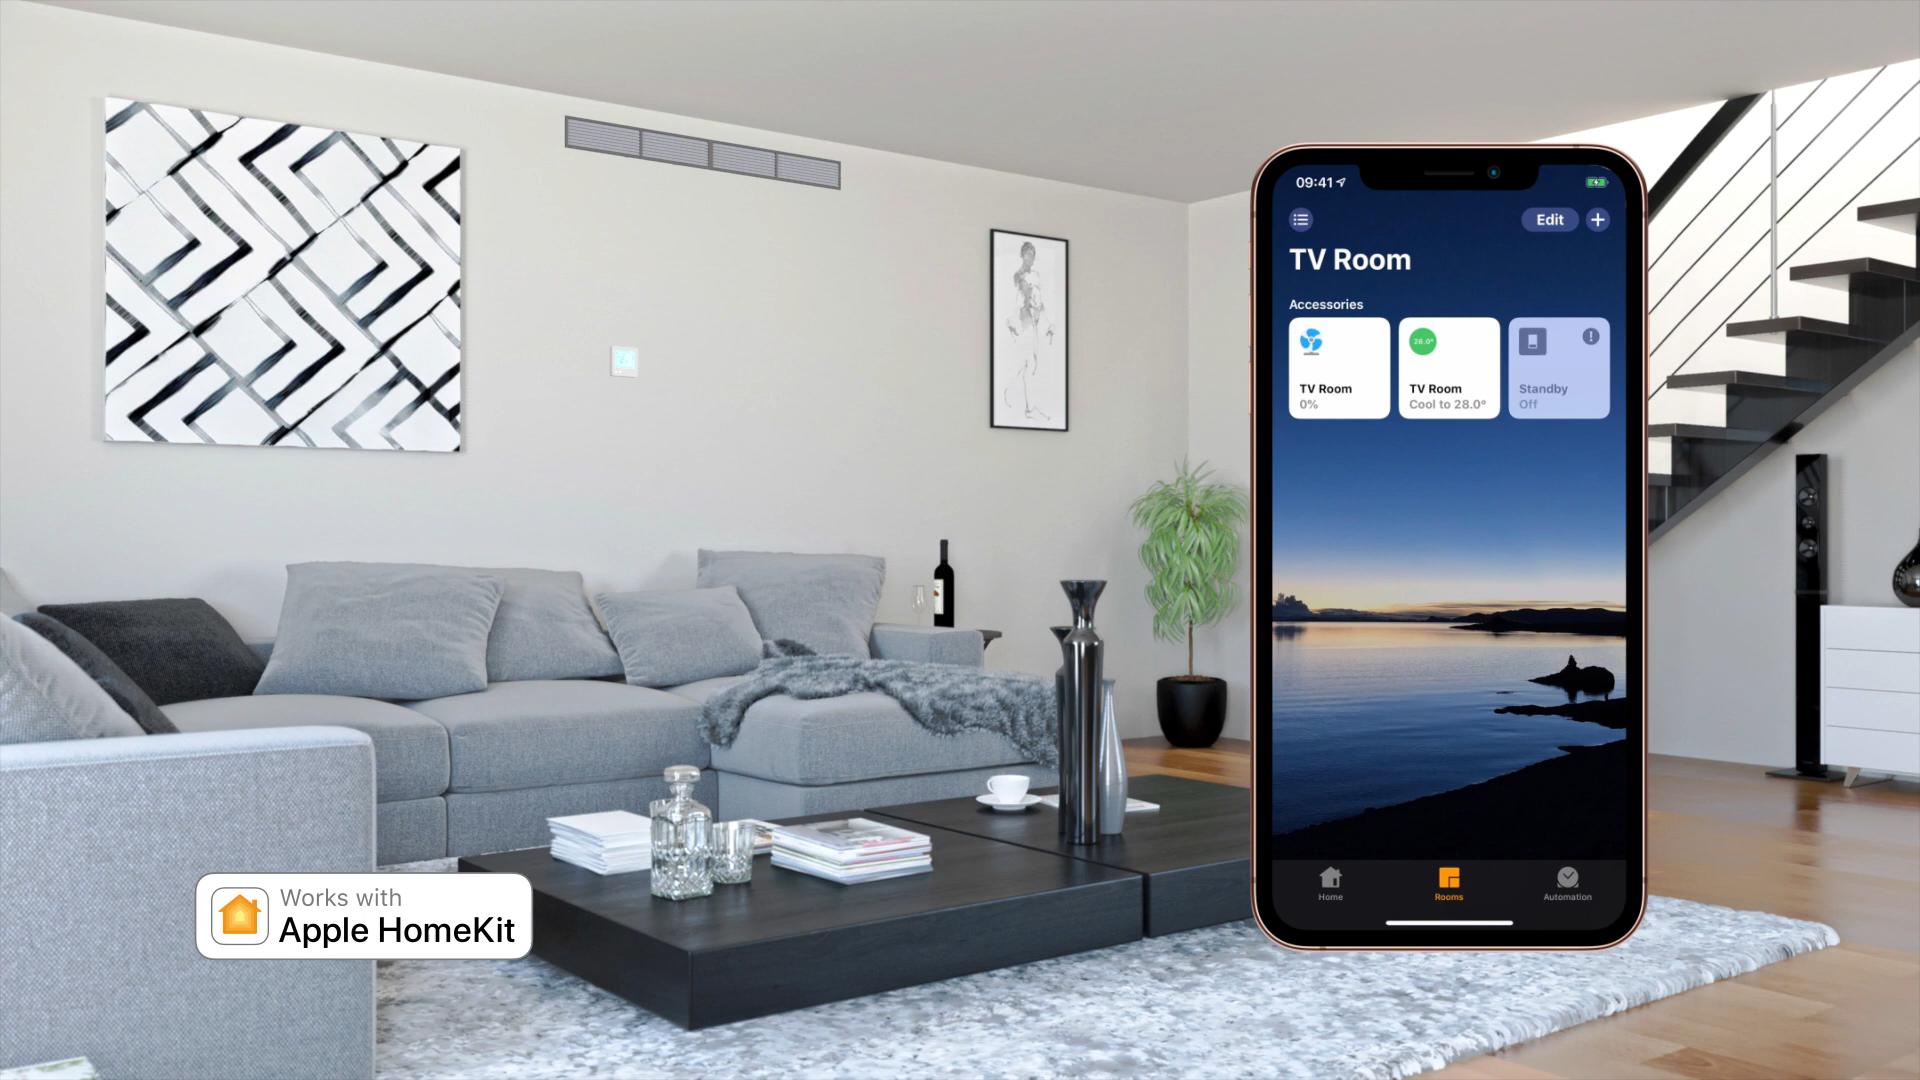 09:41
Edit
TV Room
Accessories
26.0°
TV Room
0%
TV Room
Cool to 28.0°
Standby
Off
Home
Rooms
Automation
Works with
Apple HomeKit